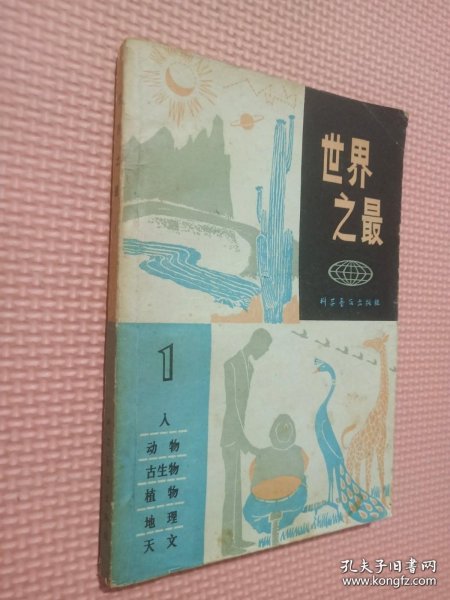 世界
之最
科学普及出版社
1
人
动物
古生物
植物
地理
天文
孔夫子旧书网
www.kongfz.com